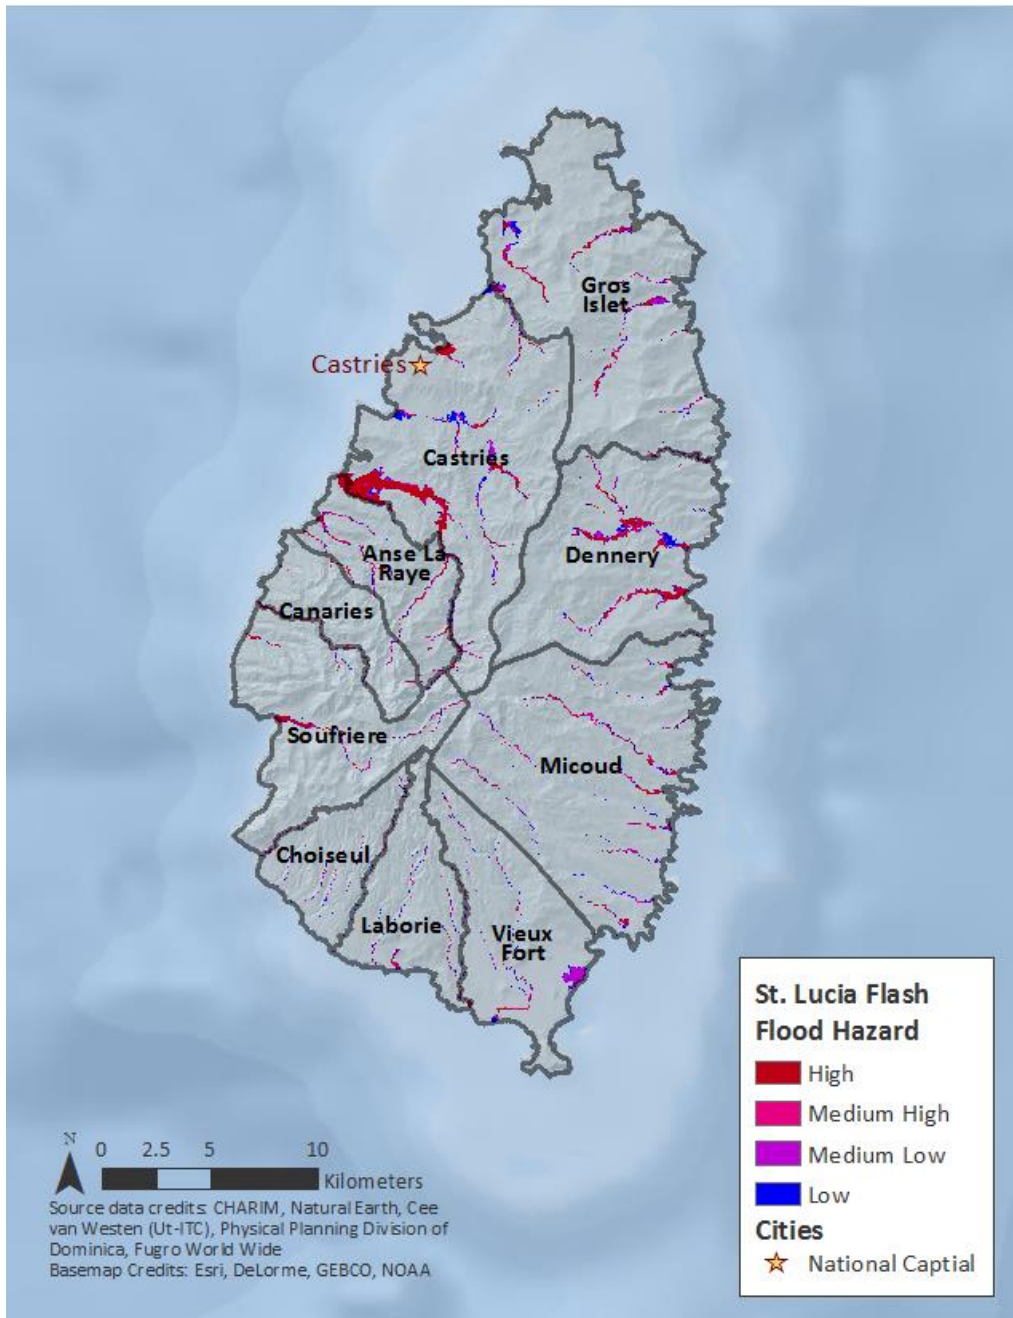 Gros
Islet
Castries
Castries
Anse La
Raye
Dennery
Canaries
Soufriere
Micoud
Choiseul
Laborie
Vieux
Fort
St. Lucia Flash
Flood Hazard
High
Medium High
Medium Low
Low
Cities
National Captial
N
0 2.5 5 10
Kilometers
Source data credits: CHARIM, Natural Earth, Cee
van Westen (Ut-ITC), Physical Planning Division of
Dominica, Fugro World Wide
Basemap Credits: Esri, DeLorme, GEBCO, NOAA